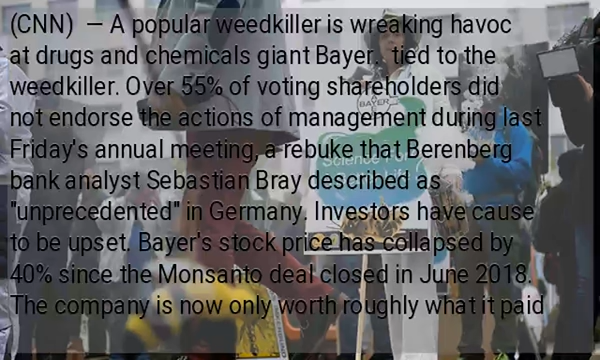 (CNN) — A popular weedkiller is wreaking havoc
at drugs and chemicals giant Bayer. tied to the
weedkiller. Over 55% of voting shareholders did
not endorse the actions of management during last
Friday's annual meeting, a rebuke that Berenberg
bank analyst Sebastian Bray described as
"unprecedented" in Germany. Investors have cause
to be upset. Bayer's stock price has collapsed by
40% since the Monsanto deal closed in June 2018.
The company is now only worth roughly what it paid
BAYER
Science For